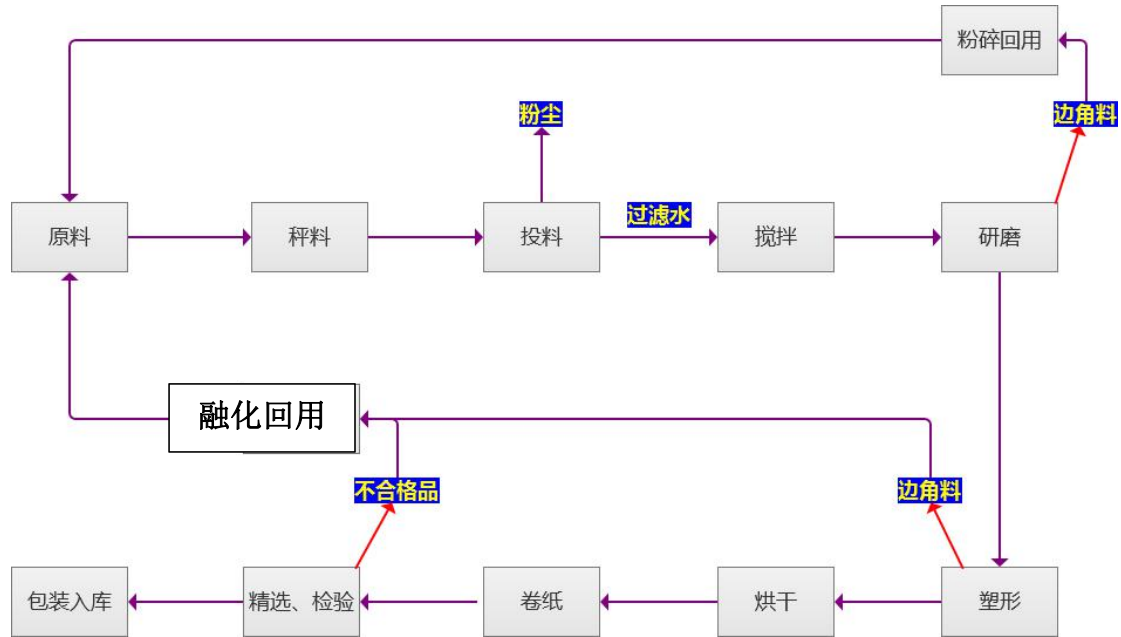 粉碎回用
粉尘
边角料
过滤水
原料
秤料
投料
搅拌
研磨
融化回用
不合格品
边角料
包装入库
精选、检验
卷纸
烘干
塑形